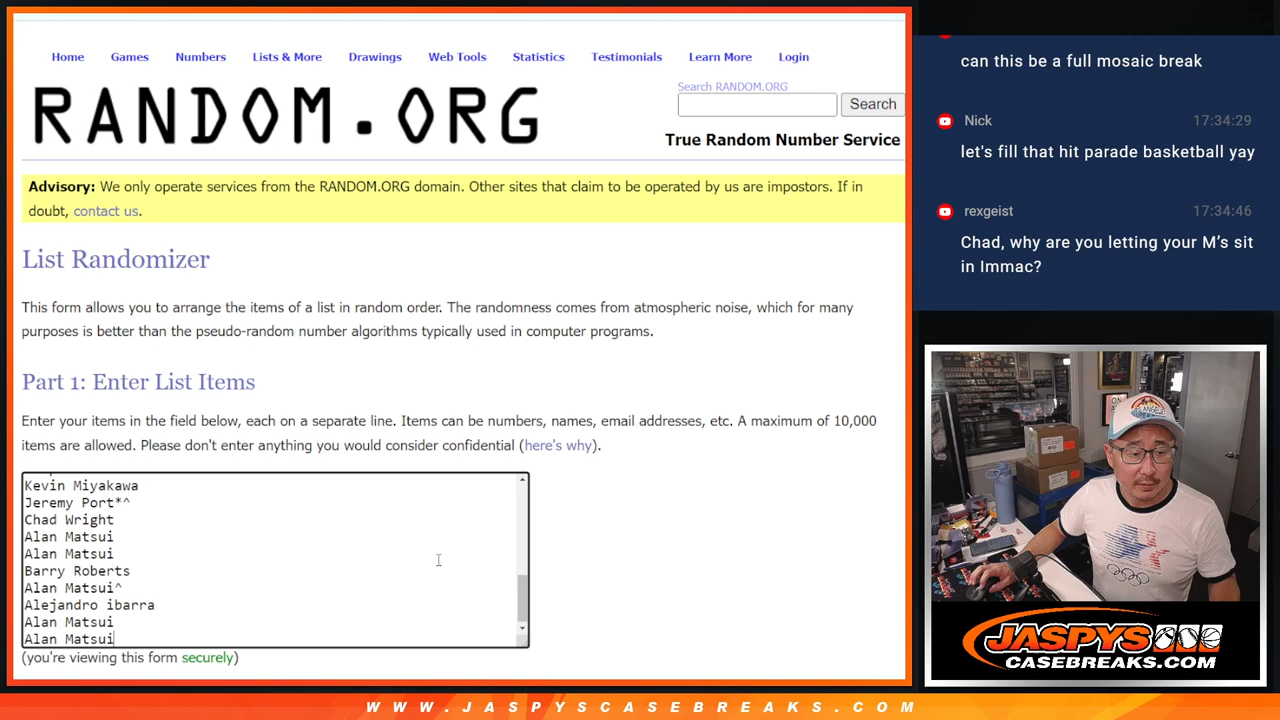 Home Games Numbers Lists & More Drawings Web Tools Statistics Testimonials Learn More Login
RANDOM.ORG
Search RANDOM.ORG
Search
True Random Number Service
Advisory: We only operate services from the RANDOM.ORG domain. Other sites that claim to be operated by us are impostors. If in
doubt, contact us.
List Randomizer
This form allows you to arrange the items of a list in random order. The randomness comes from atmospheric noise, which for many
purposes is better than the pseudo-random number algorithms typically used in computer programs.
Part 1: Enter List Items
Enter your items in the field below, each on a separate line. Items can be numbers, names, email addresses, etc. A maximum of 10,000
items are allowed. Please don't enter anything you would consider confidential (here's why).
Kevin Miyakawa
Jeremy Port*^
Chad Wright
Alan Matsui
Alan Matsui
Barry Roberts
Alan Matsui^
Alejandro ibarra
Alan Matsui
Alan Matsui
(you're viewing this form securely)
can this be a full mosaic break
Nick 17:34:29
let's fill that hit parade basketball yay
rexgeist 17:34:46
Chad, why are you letting your M's sit
in Immac?
JASPYS
CASEBREAKS.COM
WWW.JASPYSCASEBREAKS.COM